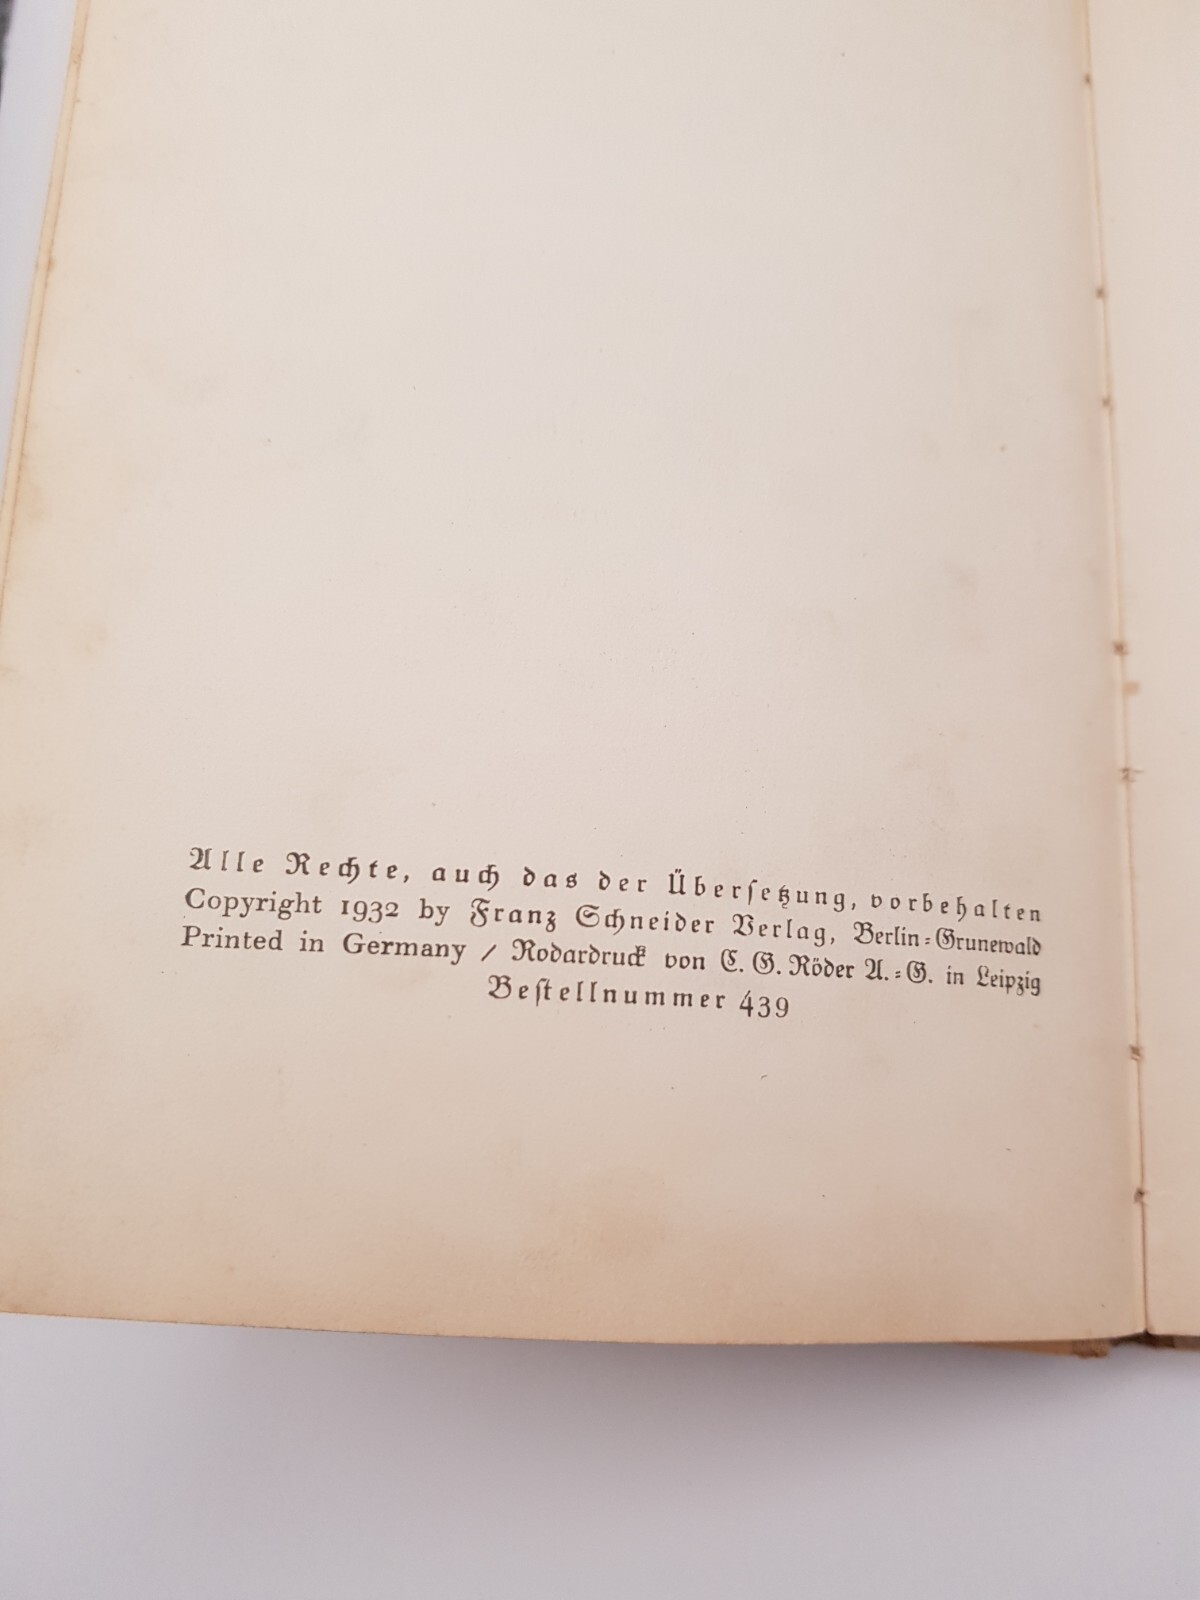 Alle Rechte, auch das der Übersetzung, vorbehalten
Copyright 1932 by Franz Schneider Verlag, Berlin-Grunewald
Printed in Germany / Rodardruck von C. G. Röder A.-G. in Leipzig
Bestellnummer 439